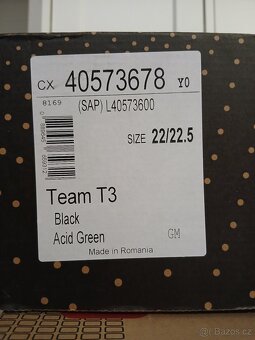 CX 40573678 Y0
8169
(SAP) L40573600
SIZE 22/22.5
Team T3
Black
Acid Green GM
Made in Romania
© Bazos.cz